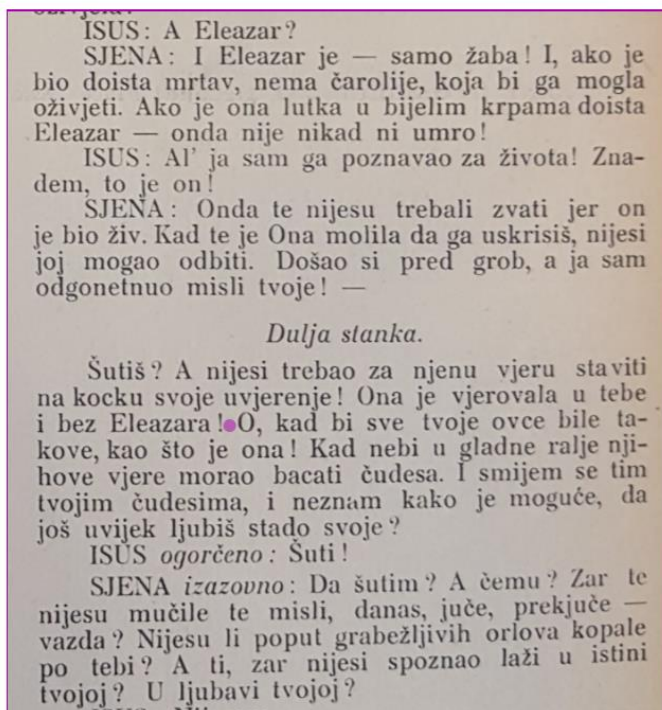 ISUS: A Eleazar?
SJENA: I Eleazar je — samo žaba! I, ako je
bio doista mrtav, nema čarolije, koja bi ga mogla
oživjeti. Ako je ona lutka u bijelim krpama doista
Eleazar — onda nije nikad ni umro!
ISUS: Al’ ja sam ga poznavao za života! Zna-
dem, to je on!
SJENA: Onda te nijesu trebali zvati jer on
je bio živ. Kad te je Ona molila da ga uskrisiš, nijesi
joj mogao odbiti. Došao si pred grob, a ja sam
odgonetnuo misli tvoje! —
Dulja stanka.
Šutiš? A nijesi trebao za njenu vjeru staviti
na kocku svoje uvjerenje! Ona je vjerovala u tebe
i bez Eleazara! O, kad bi sve tvoje ovce bile ta-
kove, kao što je ona! Kad nebi u gladne ralje nji-
hove vjere morao bacati čudesa. I smijem se tim
tvojim čudesima, i neznam kako je moguće, da
još uvijek ljubiš stado svoje?
ISUS ogorčeno: Šuti!
SJENA izazovno: Da šutim? A čemu? Zar te
nijesu mučile te misli, danas, juče, prekjuče —
vazda? Nijesu li poput grabežljivih orlova kopale
po tebi? A ti, zar nijesi spoznao laži u istini
tvojoj? U ljubavi tvojoj?